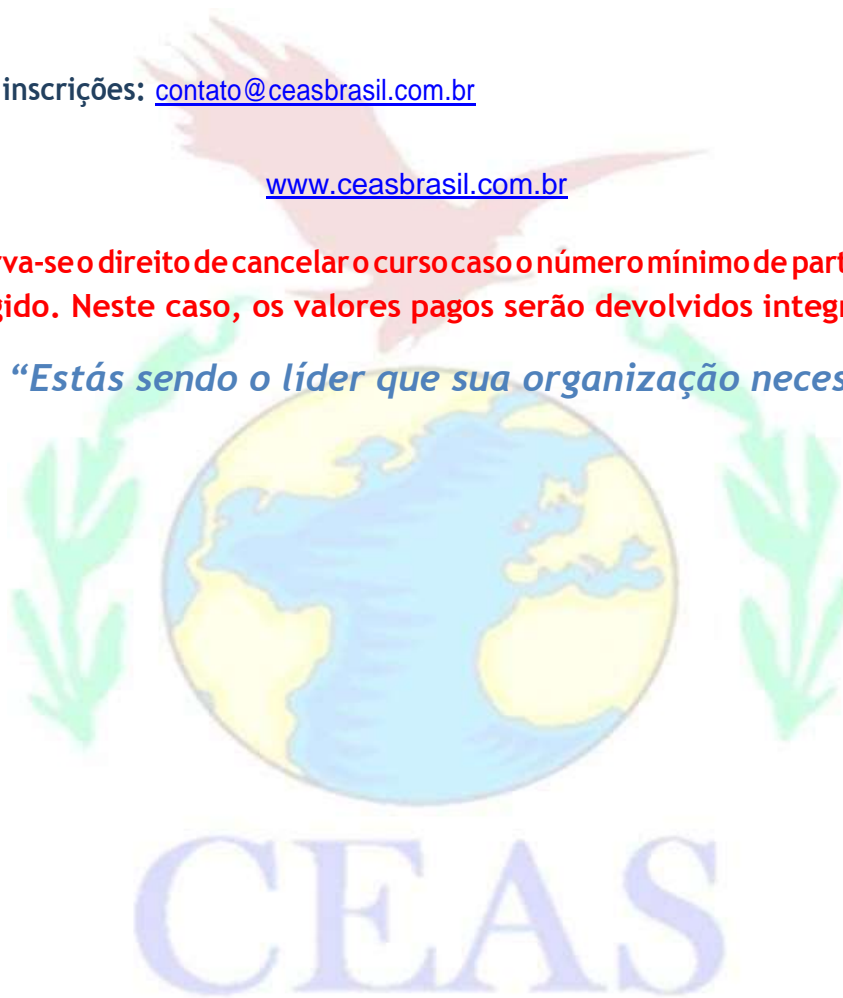 inscrições: contato@ceasbrasil.com.br
www.ceasbrasil.com.br
rva-se o direito de cancelar o curso caso o número mínimo de part
gido. Neste caso, os valores pagos serão devolvidos integr
“Estás sendo o líder que sua organização neces
CEAS